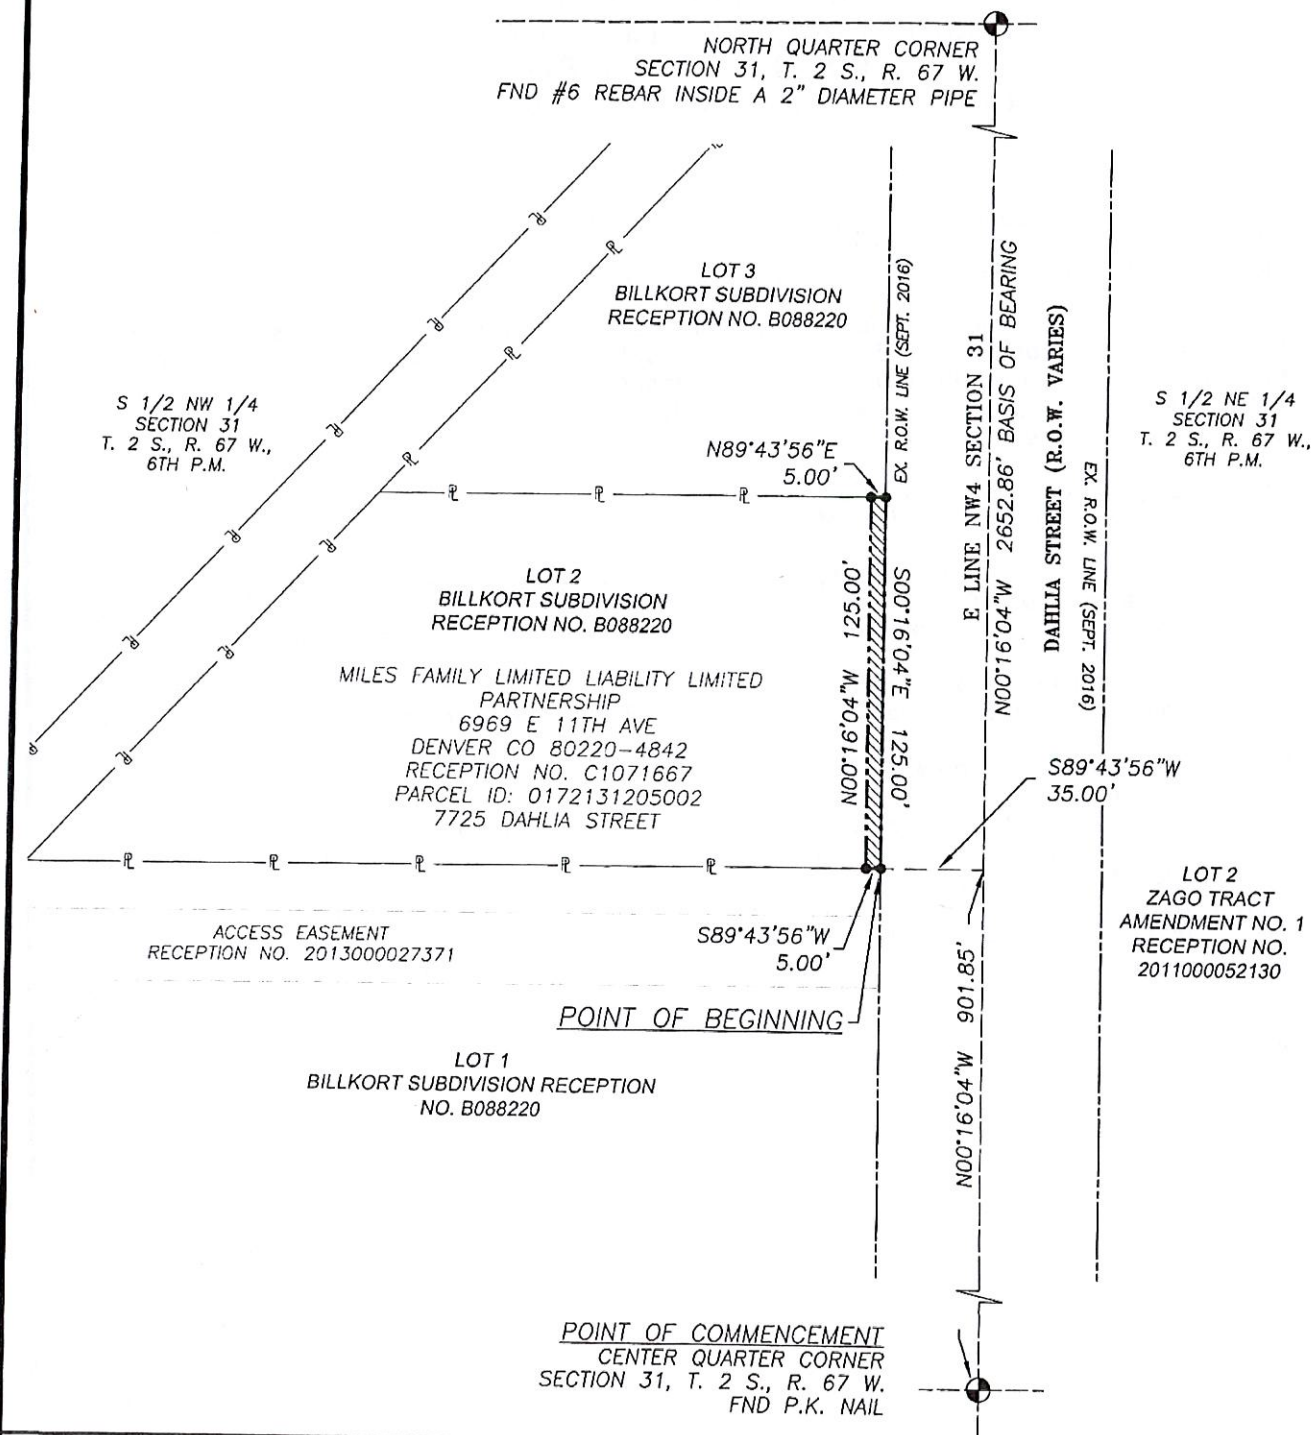 NORTH QUARTER CORNER
SECTION 31, T. 2 S., R. 67 W.
FND #6 REBAR INSIDE A 2" DIAMETER PIPE
LOT 3
BILLKORT SUBDIVISION
RECEPTION NO. B088220
EX. R.O.W. LINE (SEPT. 2016)
E LINE NW4 SECTION 31
N00°16'04"W 2652.86' BASIS OF BEARING
DAHLIA STREET (R.O.W. VARIES)
EX. R.O.W. LINE (SEPT. 2016)
S 1/2 NW 1/4
SECTION 31
T. 2 S., R. 67 W.,
6TH P.M.
S 1/2 NE 1/4
SECTION 31
T. 2 S., R. 67 W.,
6TH P.M.
N89°43'56"E
5.00'
LOT 2
BILLKORT SUBDIVISION
RECEPTION NO. B088220
MILES FAMILY LIMITED LIABILITY LIMITED
PARTNERSHIP
6969 E 11TH AVE
DENVER CO 80220-4842
RECEPTION NO. C1071667
PARCEL ID: 0172131205002
7725 DAHLIA STREET
N00°16'04"W 125.00'
S00°16'04"E 125.00'
S89°43'56"W
35.00'
LOT 2
ZAGO TRACT
AMENDMENT NO. 1
RECEPTION NO.
2011000052130
ACCESS EASEMENT
RECEPTION NO. 2013000027371
S89°43'56"W
5.00'
POINT OF BEGINNING
N00°16'04"W 901.85'
LOT 1
BILLKORT SUBDIVISION RECEPTION
NO. B088220
POINT OF COMMENCEMENT
CENTER QUARTER CORNER
SECTION 31, T. 2 S., R. 67 W.
FND P.K. NAIL